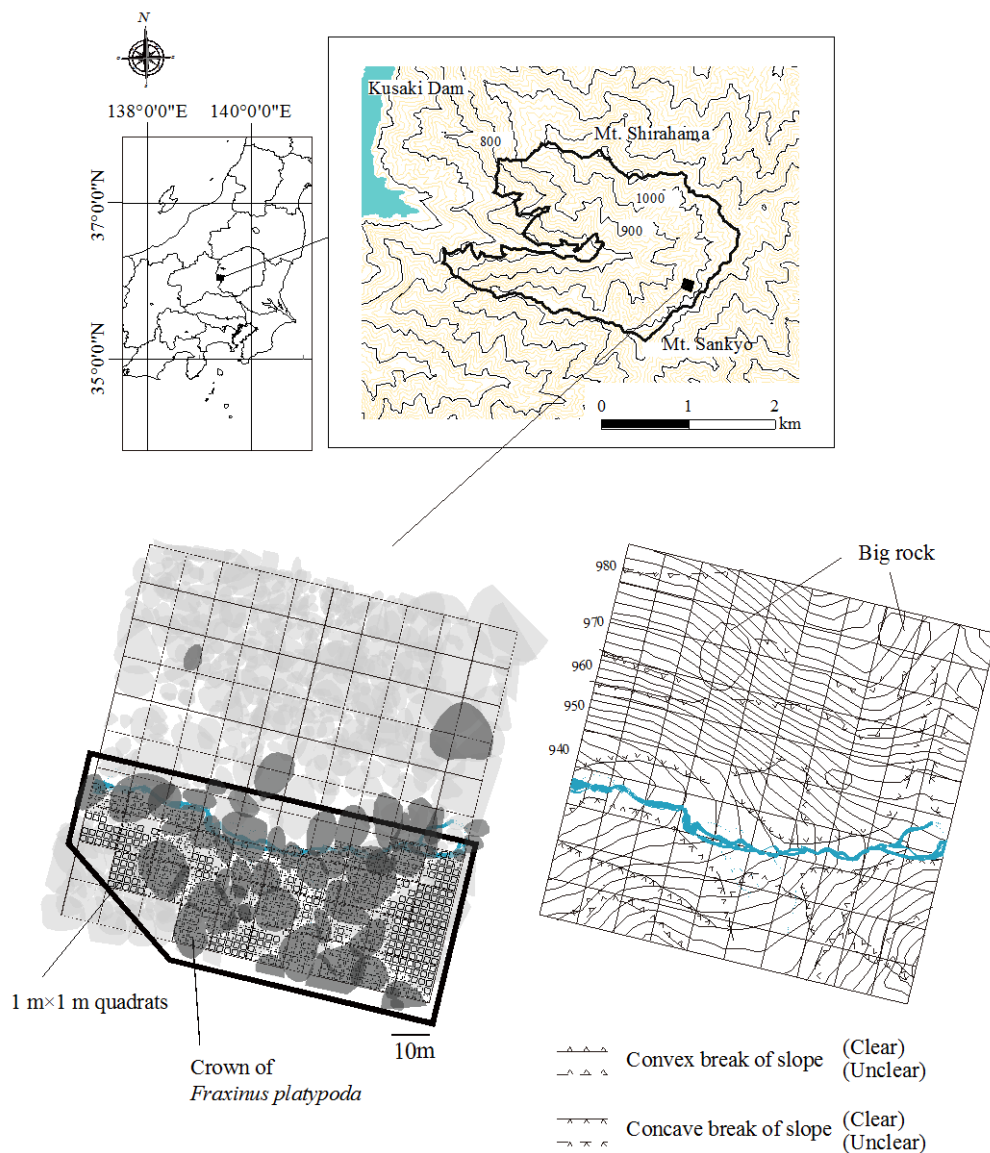 N
138°0'0"E
140°0'0"E
37°0'0"N
35°0'0"N
Kusaki Dam
800
Mt. Shirahama
1000
900
Mt. Sankyo
0
1
2
km
Big rock
980
970
960
950
940
1 m×1 m quadrats
Crown of
Fraxinus platypoda
10m
Convex break of slope
(Clear)
(Unclear)
Concave break of slope
(Clear)
(Unclear)